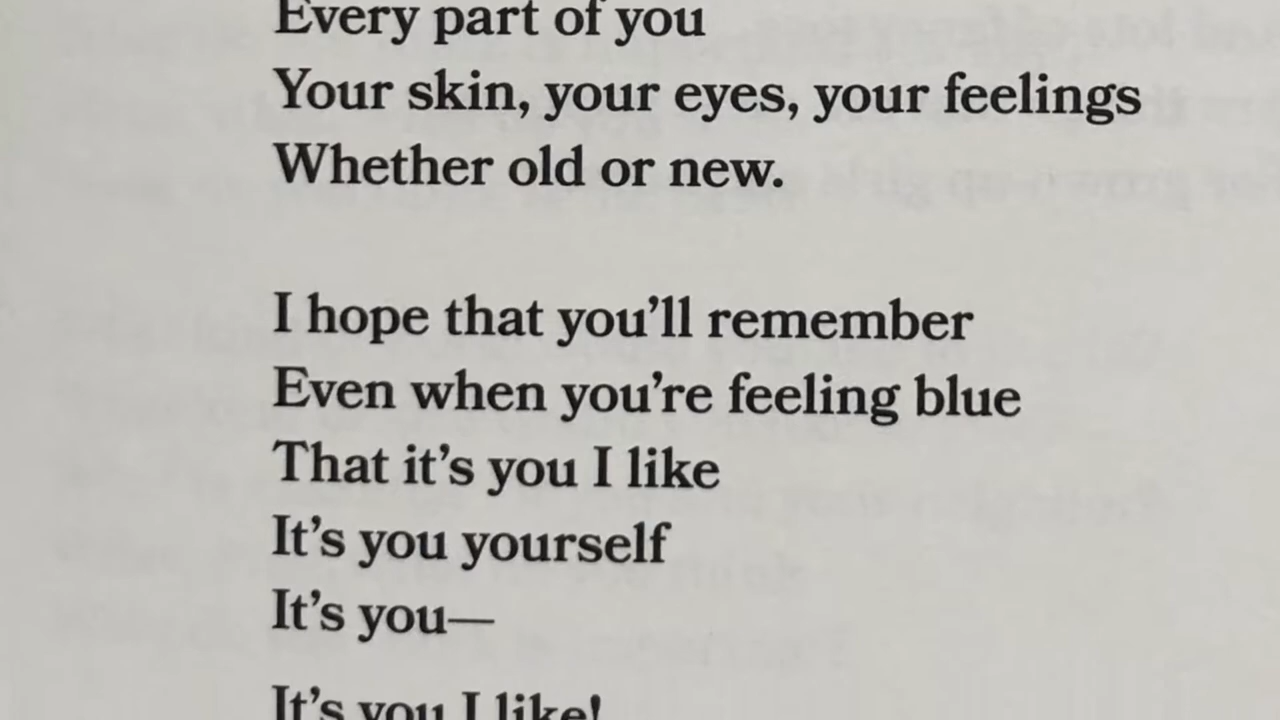 Every part of you
Your skin, your eyes, your feelings
Whether old or new.
I hope that you’ll remember
Even when you’re feeling blue
That it’s you I like
It’s you yourself
It’s you—
It’s you I like!